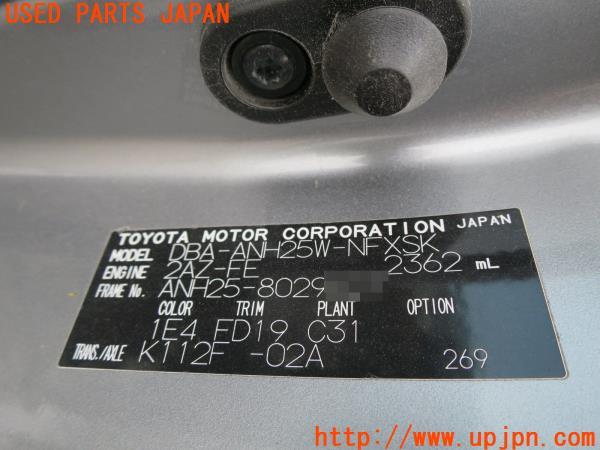 USED PARTS JAPAN
TOYOTA MOTOR CORPORATION JAPAN
MODEL DBA-ANH25W-NFXSK
ENGINE 2AZ-FE 2362 mL
FRAME No. ANH25-8029
COLOR TRIM PLANT OPTION
1E4 FD19 C31
TRANS./AXLE K112F -02A 269
http://www.upjpn.com/